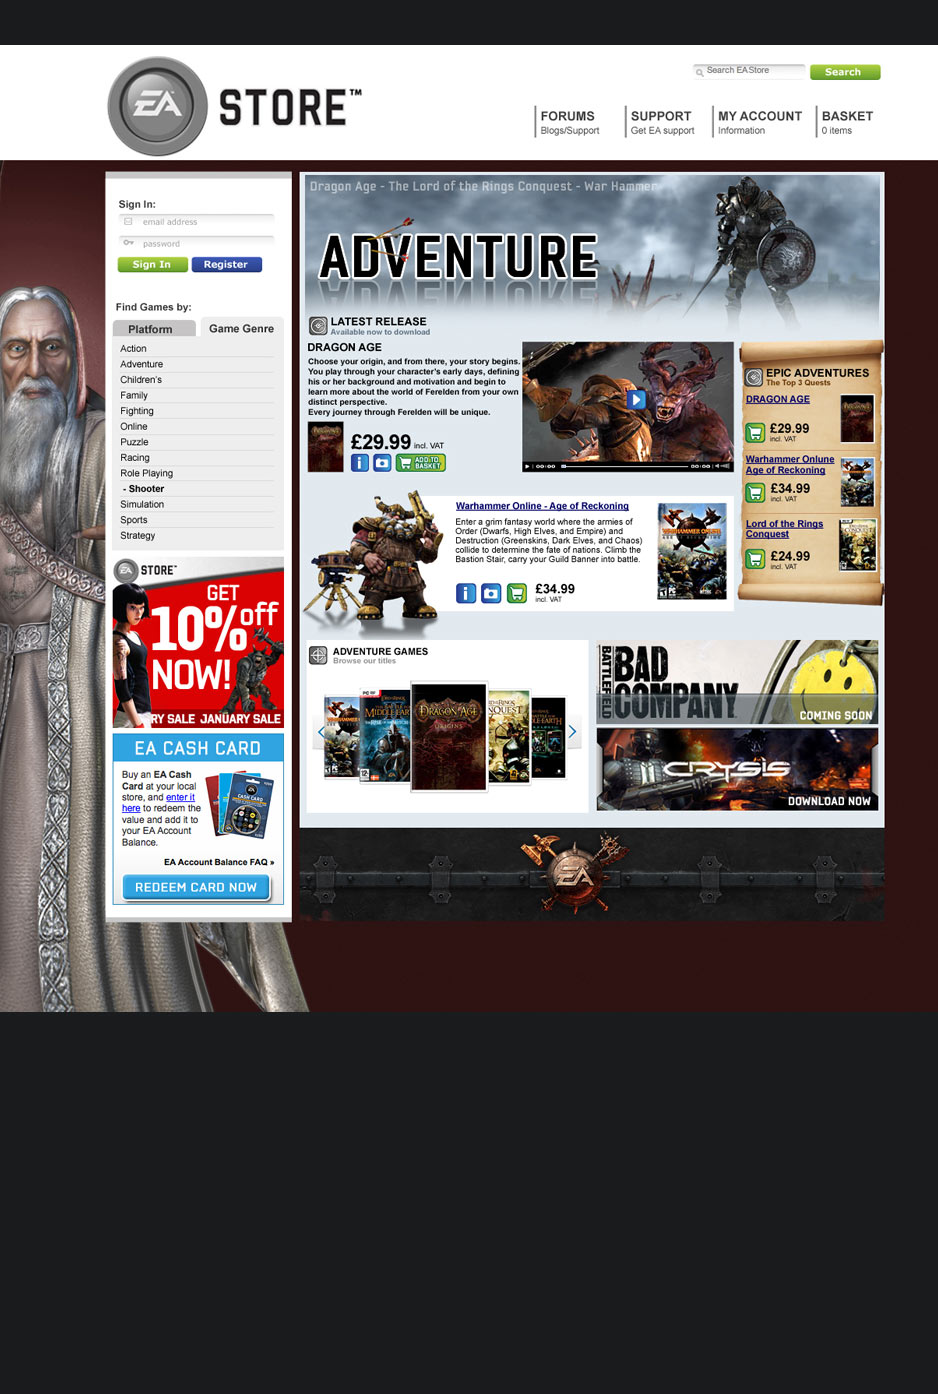 EA STORE™
Search EA Store
Search
FORUMS
Blogs/Support
SUPPORT
Get EA support
MY ACCOUNT
Information
BASKET
0 items
Sign In:
email address
password
Sign In
Register
Find Games by:
Platform
Game Genre
Action
Adventure
Children's
Family
Fighting
Online
Puzzle
Racing
Role Playing
- Shooter
Simulation
Sports
Strategy
EA STORE™
GET
10% off
NOW!
RY SALE JANUARY SALE
EA CASH CARD
Buy an EA Cash
Card at your local
store, and enter it
here to redeem the
value and add it to
your EA Account
Balance.
CASH CARD
EA Account Balance FAQ »
REDEEM CARD NOW
Dragon Age - The Lord of the Rings Conquest - War Hammer
ADVENTURE
LATEST RELEASE
Available now to download
DRAGON AGE
Choose your origin, and from there, your story begins.
You play through your character's early days, defining
his or her background and motivation and begin to
learn more about the world of Ferelden from your own
distinct perspective.
Every journey through Ferelden will be unique.
£29.99 incl. VAT
ADD TO
BASKET
00:00
00:00
EPIC ADVENTURES
The Top 3 Quests
DRAGON AGE
£29.99
incl. VAT
Warhammer Onlune
Age of Reckoning
£34.99
incl. VAT
Lord of the Rings
Conquest
£24.99
incl. VAT
Warhammer Online - Age of Reckoning
Enter a grim fantasy world where the armies of
Order (Dwarfs, High Elves, and Empire) and
Destruction (Greenskins, Dark Elves, and Chaos)
collide to determine the fate of nations. Climb the
Bastion Stair, carry your Guild Banner into battle.
£34.99
incl. VAT
WARHAMMER ONLINE
ADVENTURE GAMES
Browse our titles
DRAGON AGE
ORIGINS
BATTLEFIELD
BAD
COMPANY
COMING SOON
CRYSIS
DOWNLOAD NOW
EA